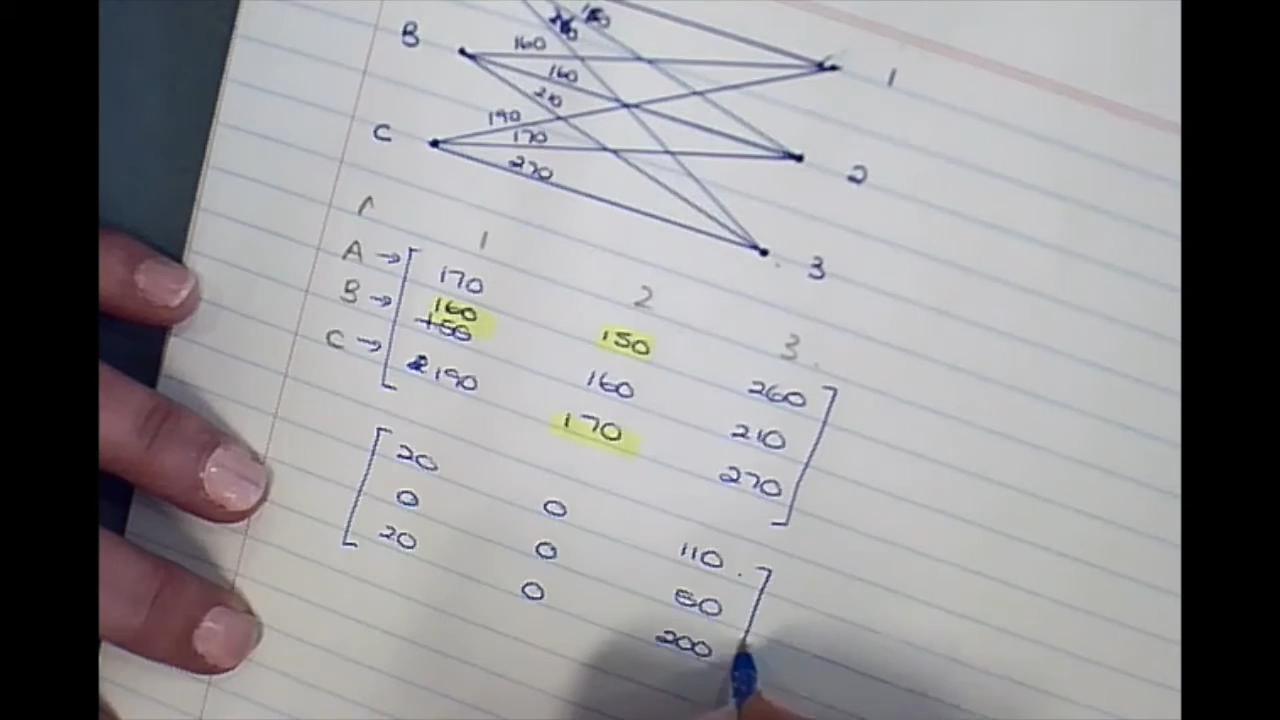 B 160 1
160
210
C 190
170 2
270
3
1 2 3.
A → 170 150 260
B → 160 160 210
C → 190 170 270
20 0 110.
0 0 50
20 0 200